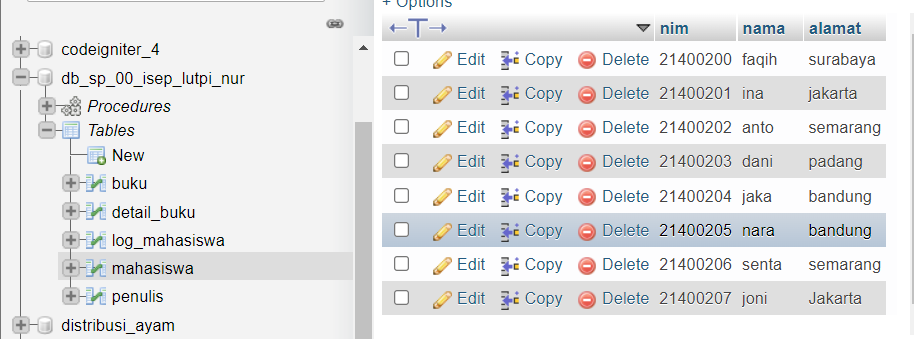 codeigniter_4
db_sp_00_isep_lutpi_nur
Procedures
Tables
New
buku
detail_buku
log_mahasiswa
mahasiswa
penulis
distribusi_ayam
+ Options
nim nama alamat
Edit Copy Delete 21400200 faqih surabaya
Edit Copy Delete 21400201 ina jakarta
Edit Copy Delete 21400202 anto semarang
Edit Copy Delete 21400203 dani padang
Edit Copy Delete 21400204 jaka bandung
Edit Copy Delete 21400205 nara bandung
Edit Copy Delete 21400206 senta semarang
Edit Copy Delete 21400207 joni Jakarta